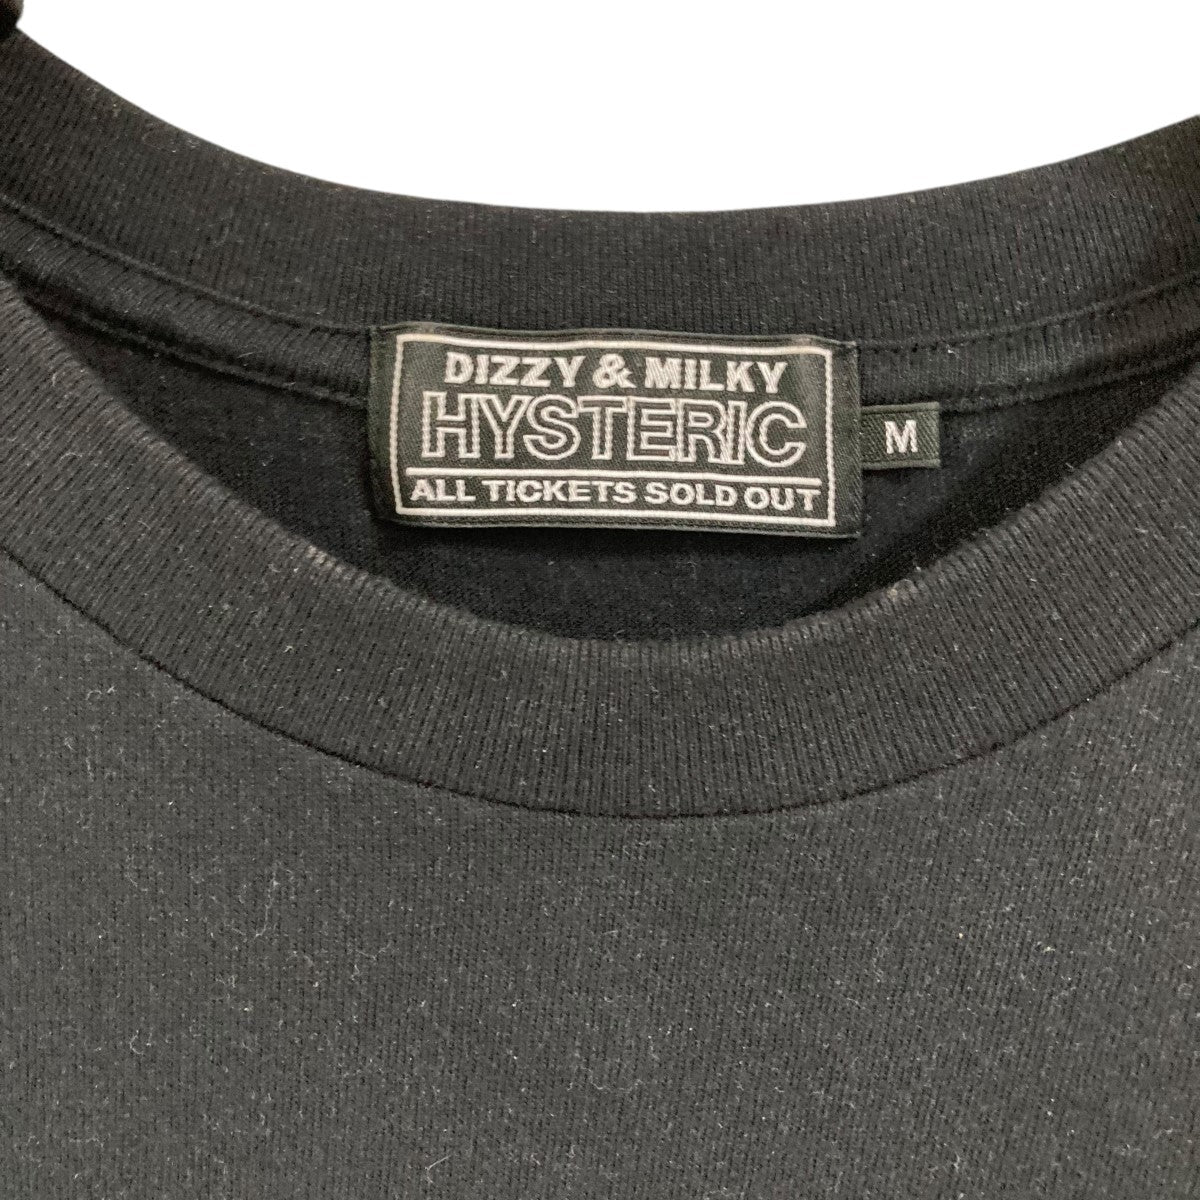 DIZZY & MILKY
HYSTERIC
ALL TICKETS SOLD OUT
M